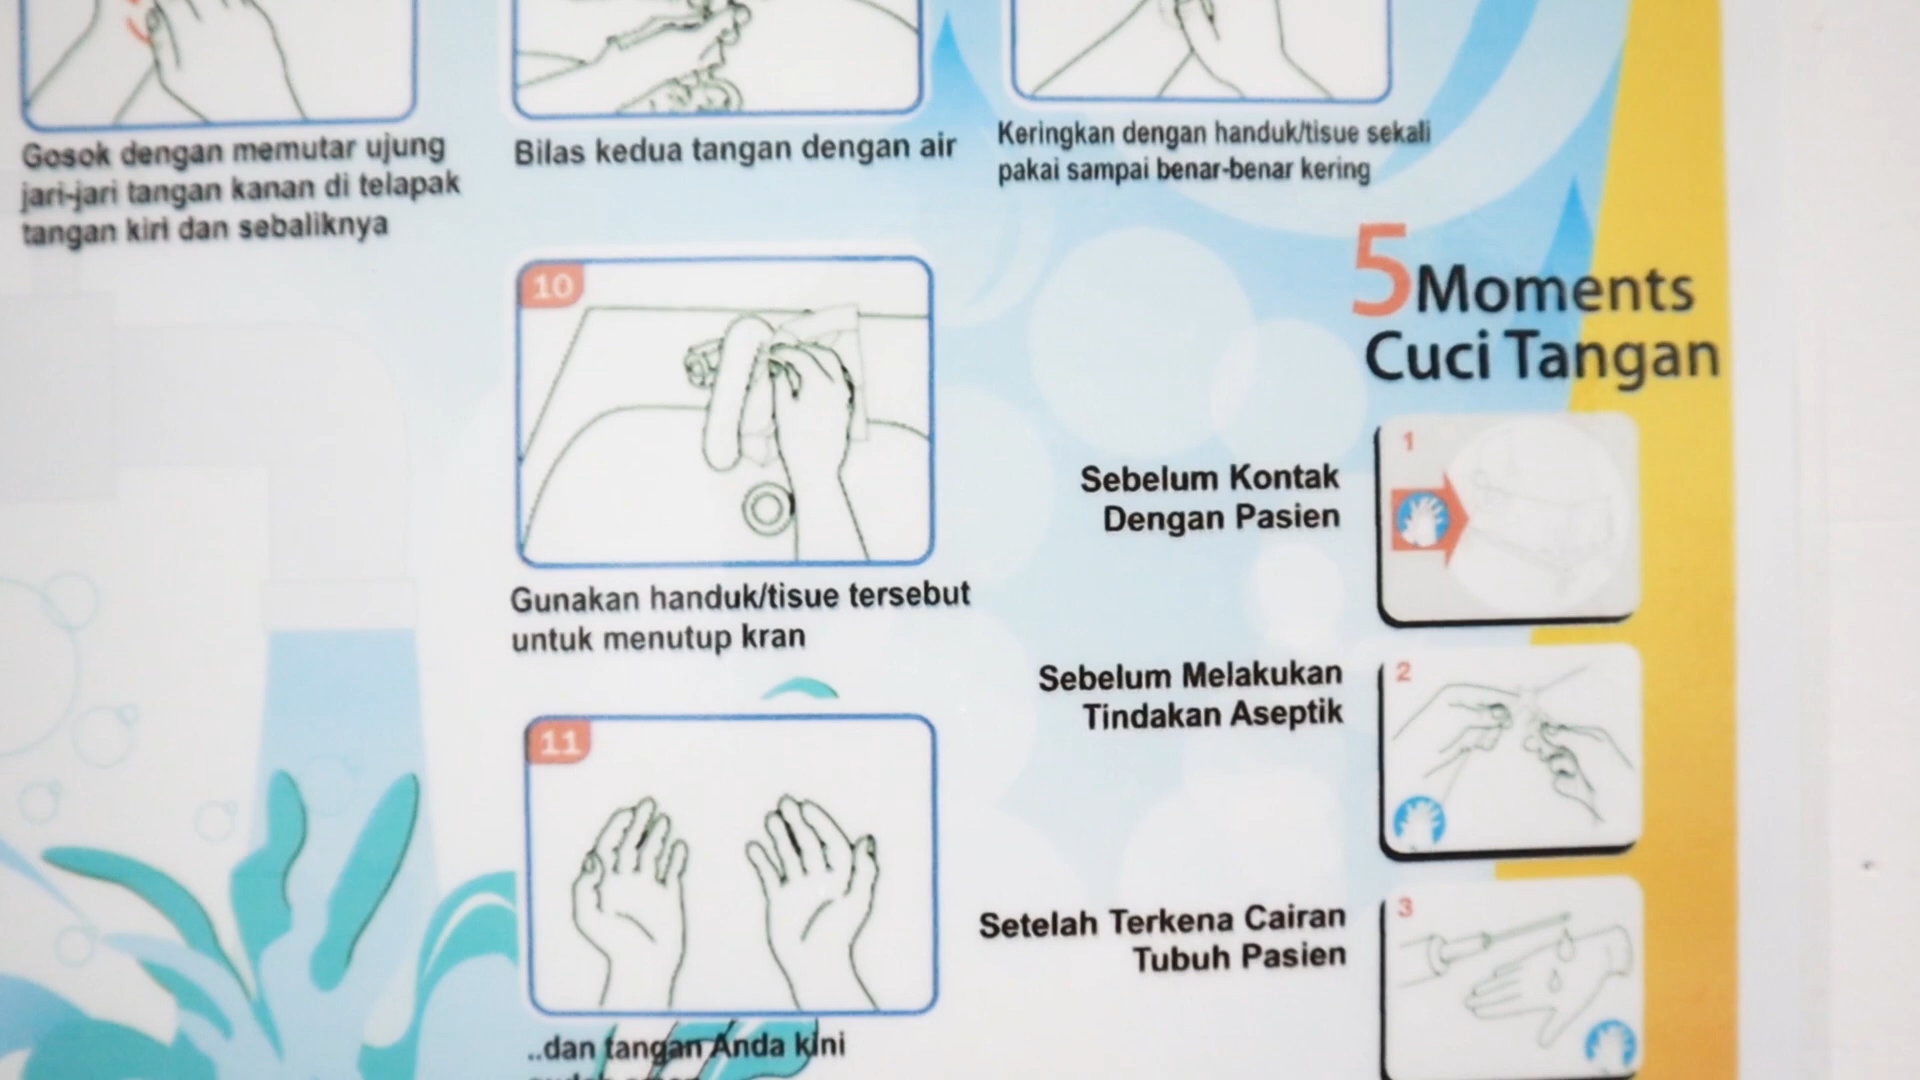 Gosok dengan memutar ujung
jari-jari tangan kanan di telapak
tangan kiri dan sebaliknya
Bilas kedua tangan dengan air
Keringkan dengan handuk/tisue sekali
pakai sampai benar-benar kering
10
Gunakan handuk/tisue tersebut
untuk menutup kran
11
..dan tangan Anda kini
5 Moments
Cuci Tangan
1
Sebelum Kontak
Dengan Pasien
2
Sebelum Melakukan
Tindakan Aseptik
3
Setelah Terkena Cairan
Tubuh Pasien